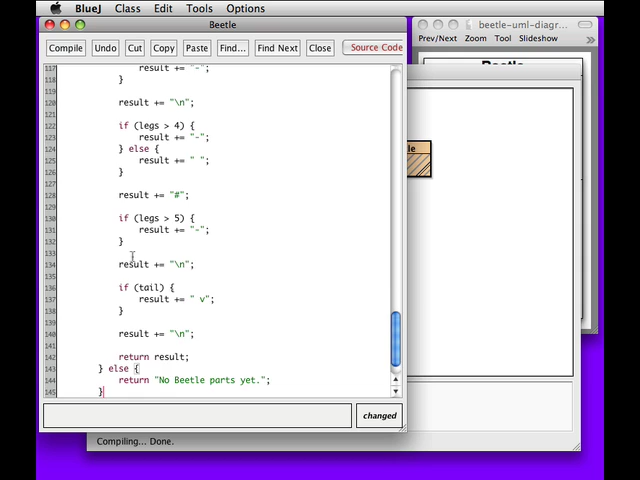 BlueJ Class Edit Tools Options
Beetle
Compile Undo Cut Copy Paste Find... Find Next Close Source Code
117 result += "-";
118 }
119
120 result += "\n";
121
122 if (legs > 4) {
123 result += "-";
124 } else {
125 result += " ";
126 }
127
128 result += "#";
129
130 if (legs > 5) {
131 result += "-";
132 }
133
134 result += "\n";
135
136 if (tail) {
137 result += " v";
138 }
139
140 result += "\n";
141
142 return result;
143 } else {
144 return "No Beetle parts yet.";
145 }
changed
beetle-uml-diagr...
Prev/Next Zoom Tool Slideshow
le
Compiling... Done.